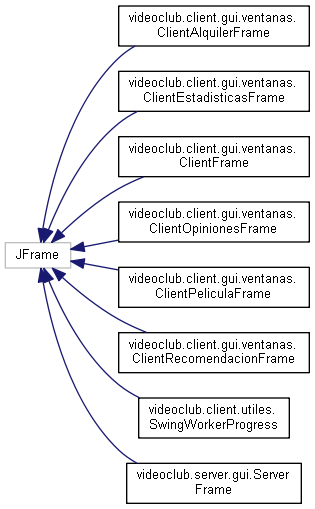 videoclub.client.gui.ventanas.
ClientAlquilerFrame
videoclub.client.gui.ventanas.
ClientEstadisticasFrame
videoclub.client.gui.ventanas.
ClientFrame
videoclub.client.gui.ventanas.
ClientOpinionesFrame
JFrame
videoclub.client.gui.ventanas.
ClientPeliculaFrame
videoclub.client.gui.ventanas.
ClientRecomendacionFrame
videoclub.client.utiles.
SwingWorkerProgress
videoclub.server.gui.Server
Frame